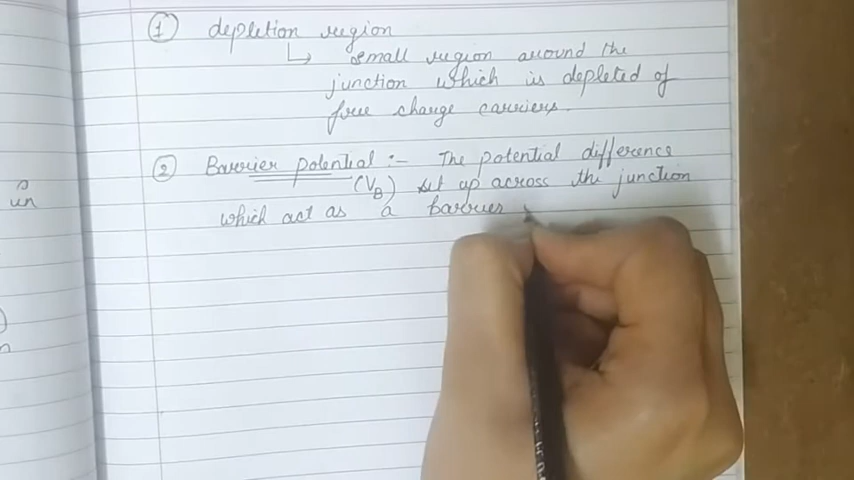 ① depletion region
↳ small region around the
junction which is depleted of
free charge carriers.
② Barrier potential :- The potential difference
(V_B) set up across the junction
which act as a barrier
un
n